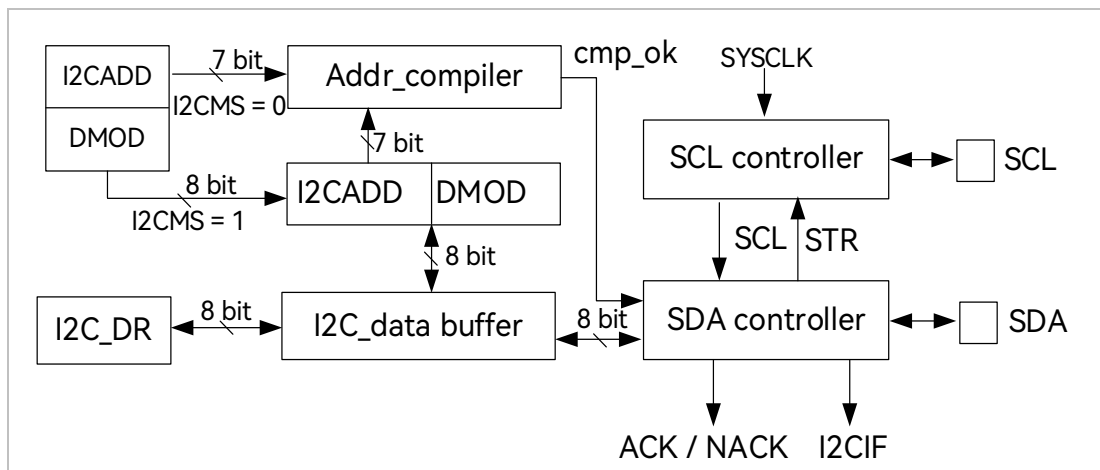 I2CADD
DMOD
7 bit
I2CMS = 0
8 bit
I2CMS = 1
Addr_compiler
7 bit
I2CADD
DMOD
8 bit
I2C_DR
8 bit
I2C_data buffer
8 bit
cmp_ok
SYSCLK
SCL controller
SCL
SCL
STR
SDA controller
SDA
ACK / NACK
I2CIF